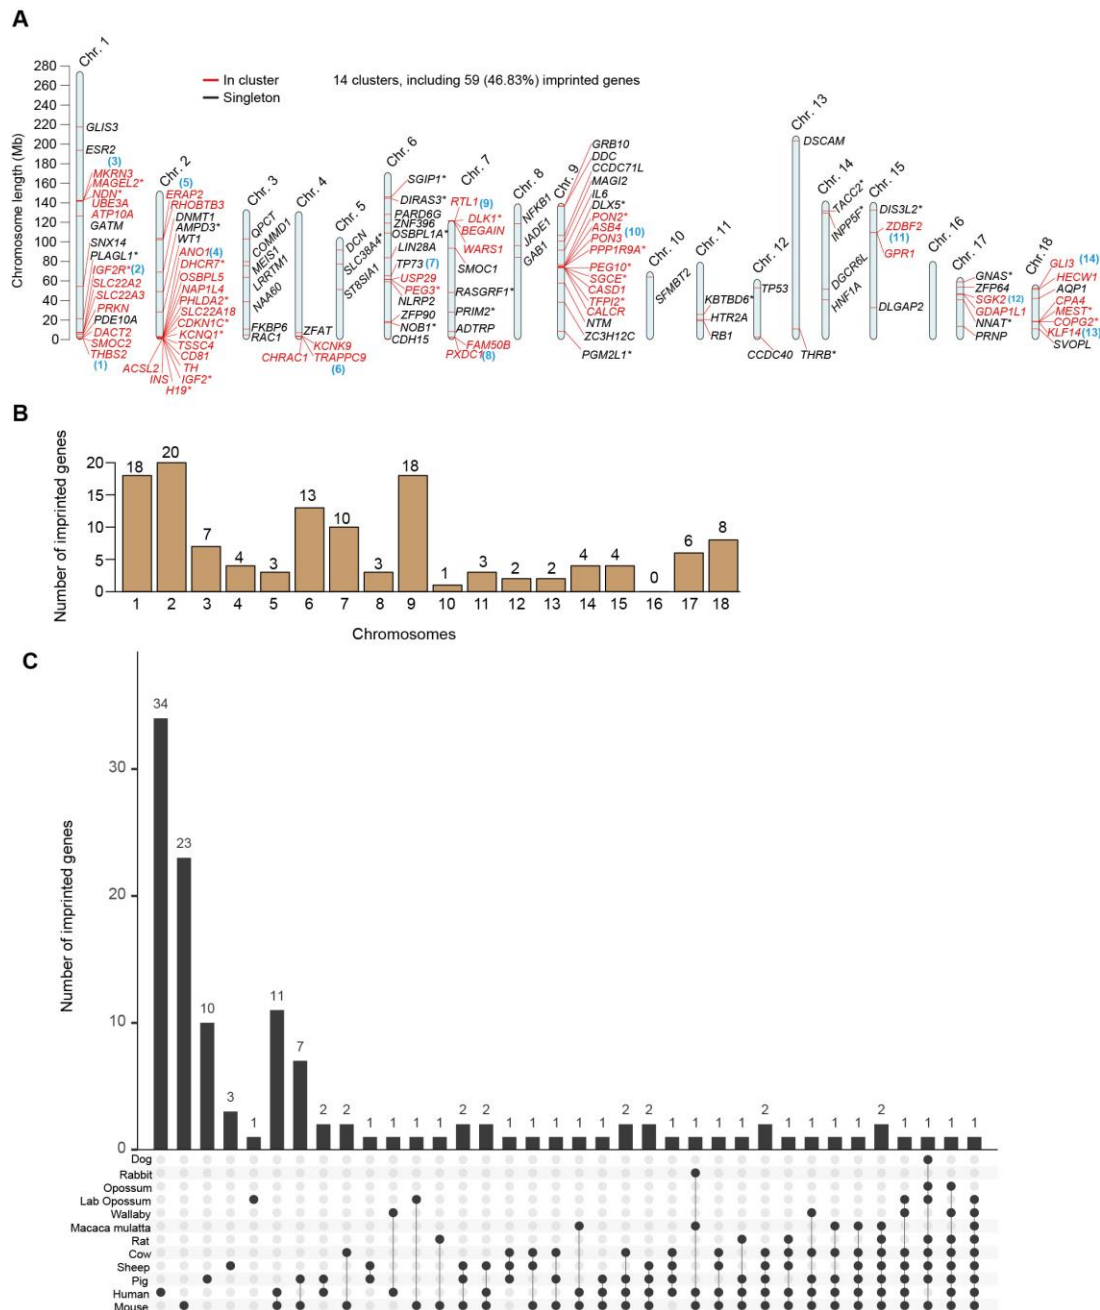 A
Chromosome length (Mb)
280
260
240
220
200
180
160
140
120
100
80
60
40
20
0
In cluster
Singleton
14 clusters, including 59 (46.83%) imprinted genes
Chr. 1
GLIS3
ESR2
(3)
MKRN3
MAGEL2*
NDN*
UBE3A
ATP10A
GATM
SNX14
PLAGL1*
IGF2R* (2)
SLC22A2
SLC22A3
PRKN
PDE10A
DACT2
SMOC2
THBS2
(1)
Chr. 2
(5)
ERAP2
RHOBTB3
DNMT1
AMPD3*
WT1
ANO1 (4)
DHCR7*
OSBPL5
NAP1L4
PHLDA2*
SLC22A18
CDKN1C*
KCNQ1*
TSSC4
CD81
TH
IGF2*
H19*
INS
ACSL2
Chr. 3
QPCT
COMMD1
MEIS1
LRRTM1
NAA60
FKBP6
RAC1
Chr. 4
ZFAT
KCNK9
CHRAC1
TRAPPC9
(6)
Chr. 5
DCN
SLC38A4*
ST8SIA1
Chr. 6
SGIP1*
DIRAS3*
PARD6G
ZNF396
OSBPL1A*
LIN28A
TP73 (7)
USP29
PEG3*
NLRP2
ZFP90
NOB1*
CDH15
Chr. 7
RTL1 (9)
DLK1*
BEGAIN
WARS1
SMOC1
RASGRF1*
PRIM2*
ADTRP
FAM50B
PXDC1 (8)
Chr. 8
NFKB1
JADE1
GAB1
Chr. 9
GRB10
DDC
CCDC71L
MAGI2
IL6
DLX5*
PON2*
ASB4 (10)
PON3
PPP1R9A*
PEG10*
SGCE*
CASD1
TFPI2*
CALCR
NTM
ZC3H12C
PGM2L1*
Chr. 10
SFMBT2
Chr. 11
KBTBD6*
HTR2A
RB1
Chr. 12
TP53
CCDC40
Chr. 13
DSCAM
THRB*
Chr. 14
TACC2*
INPP5F*
DGCR6L
HNF1A
Chr. 15
DIS3L2*
ZDBF2
(11)
GPR1
DLGAP2
Chr. 16
Chr. 17
GNAS*
ZFP64
SGK2 (12)
GDAP1L1
NNAT*
PRNP
Chr. 18
GLI3 (14)
HECW1
AQP1
CPA4
MEST*
COPG2*
KLF14 (13)
SVOPL
B
Number of imprinted genes
20
15
10
5
0
18 20 7 4 3 13 10 3 18 1 3 2 2 4 4 0 6 8
1 2 3 4 5 6 7 8 9 10 11 12 13 14 15 16 17 18
Chromosomes
C
Number of imprinted genes
30
20
10
0
34 23 10 3 1 11 7 2 2 1 1 1 1 2 2 1 1 1 1 1 2 2 1 1 1 1 2 1 1 1 1 2 1 1 1 1
Dog
Rabbit
Opossum
Lab Opossum
Wallaby
Macaca mulatta
Rat
Cow
Sheep
Pig
Human
Mouse